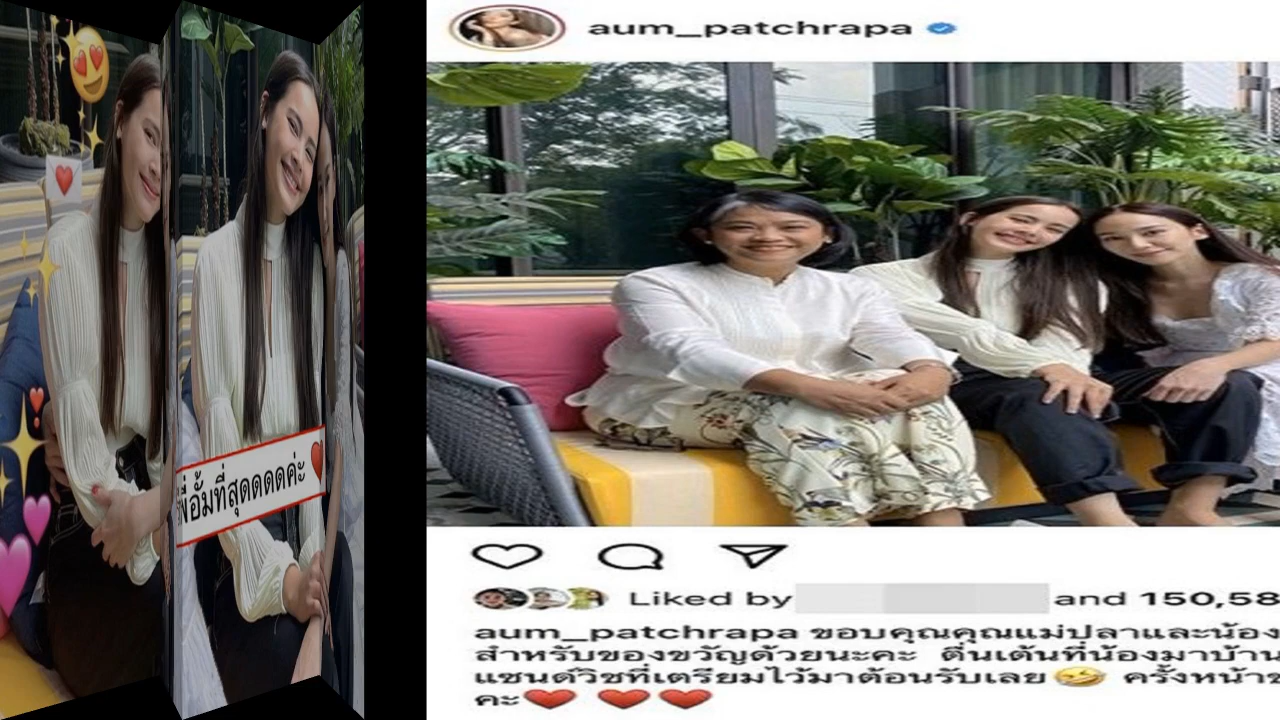 aum_patchrapa
พี่อั้มที่สุดดดดค่ะ
Liked by
and 150,58
aum_patchrapa ขอบคุณคุณแม่ปลาและน้อง
สำหรับของขวัญด้วยนะคะ ตื่นเต้นที่น้องมาบ้าน
แซนด์วิชที่เตรียมไว้มาต้อนรับเลย🤣 ครั้งหน้า
คะ❤️ ❤️ ❤️